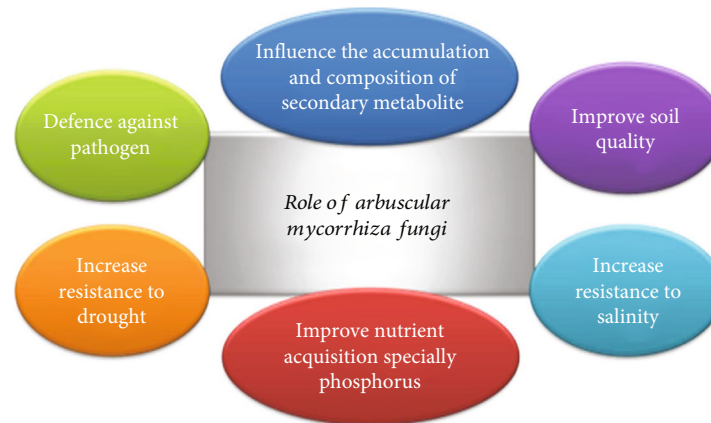 Influence the accumulation
and composition of
secondary metabolite
Defence against
pathogen
Improve soil
quality
Role of arbuscular
mycorrhiza fungi
Increase
resistance to
drought
Increase
resistance to
salinity
Improve nutrient
acquisition specially
phosphorus